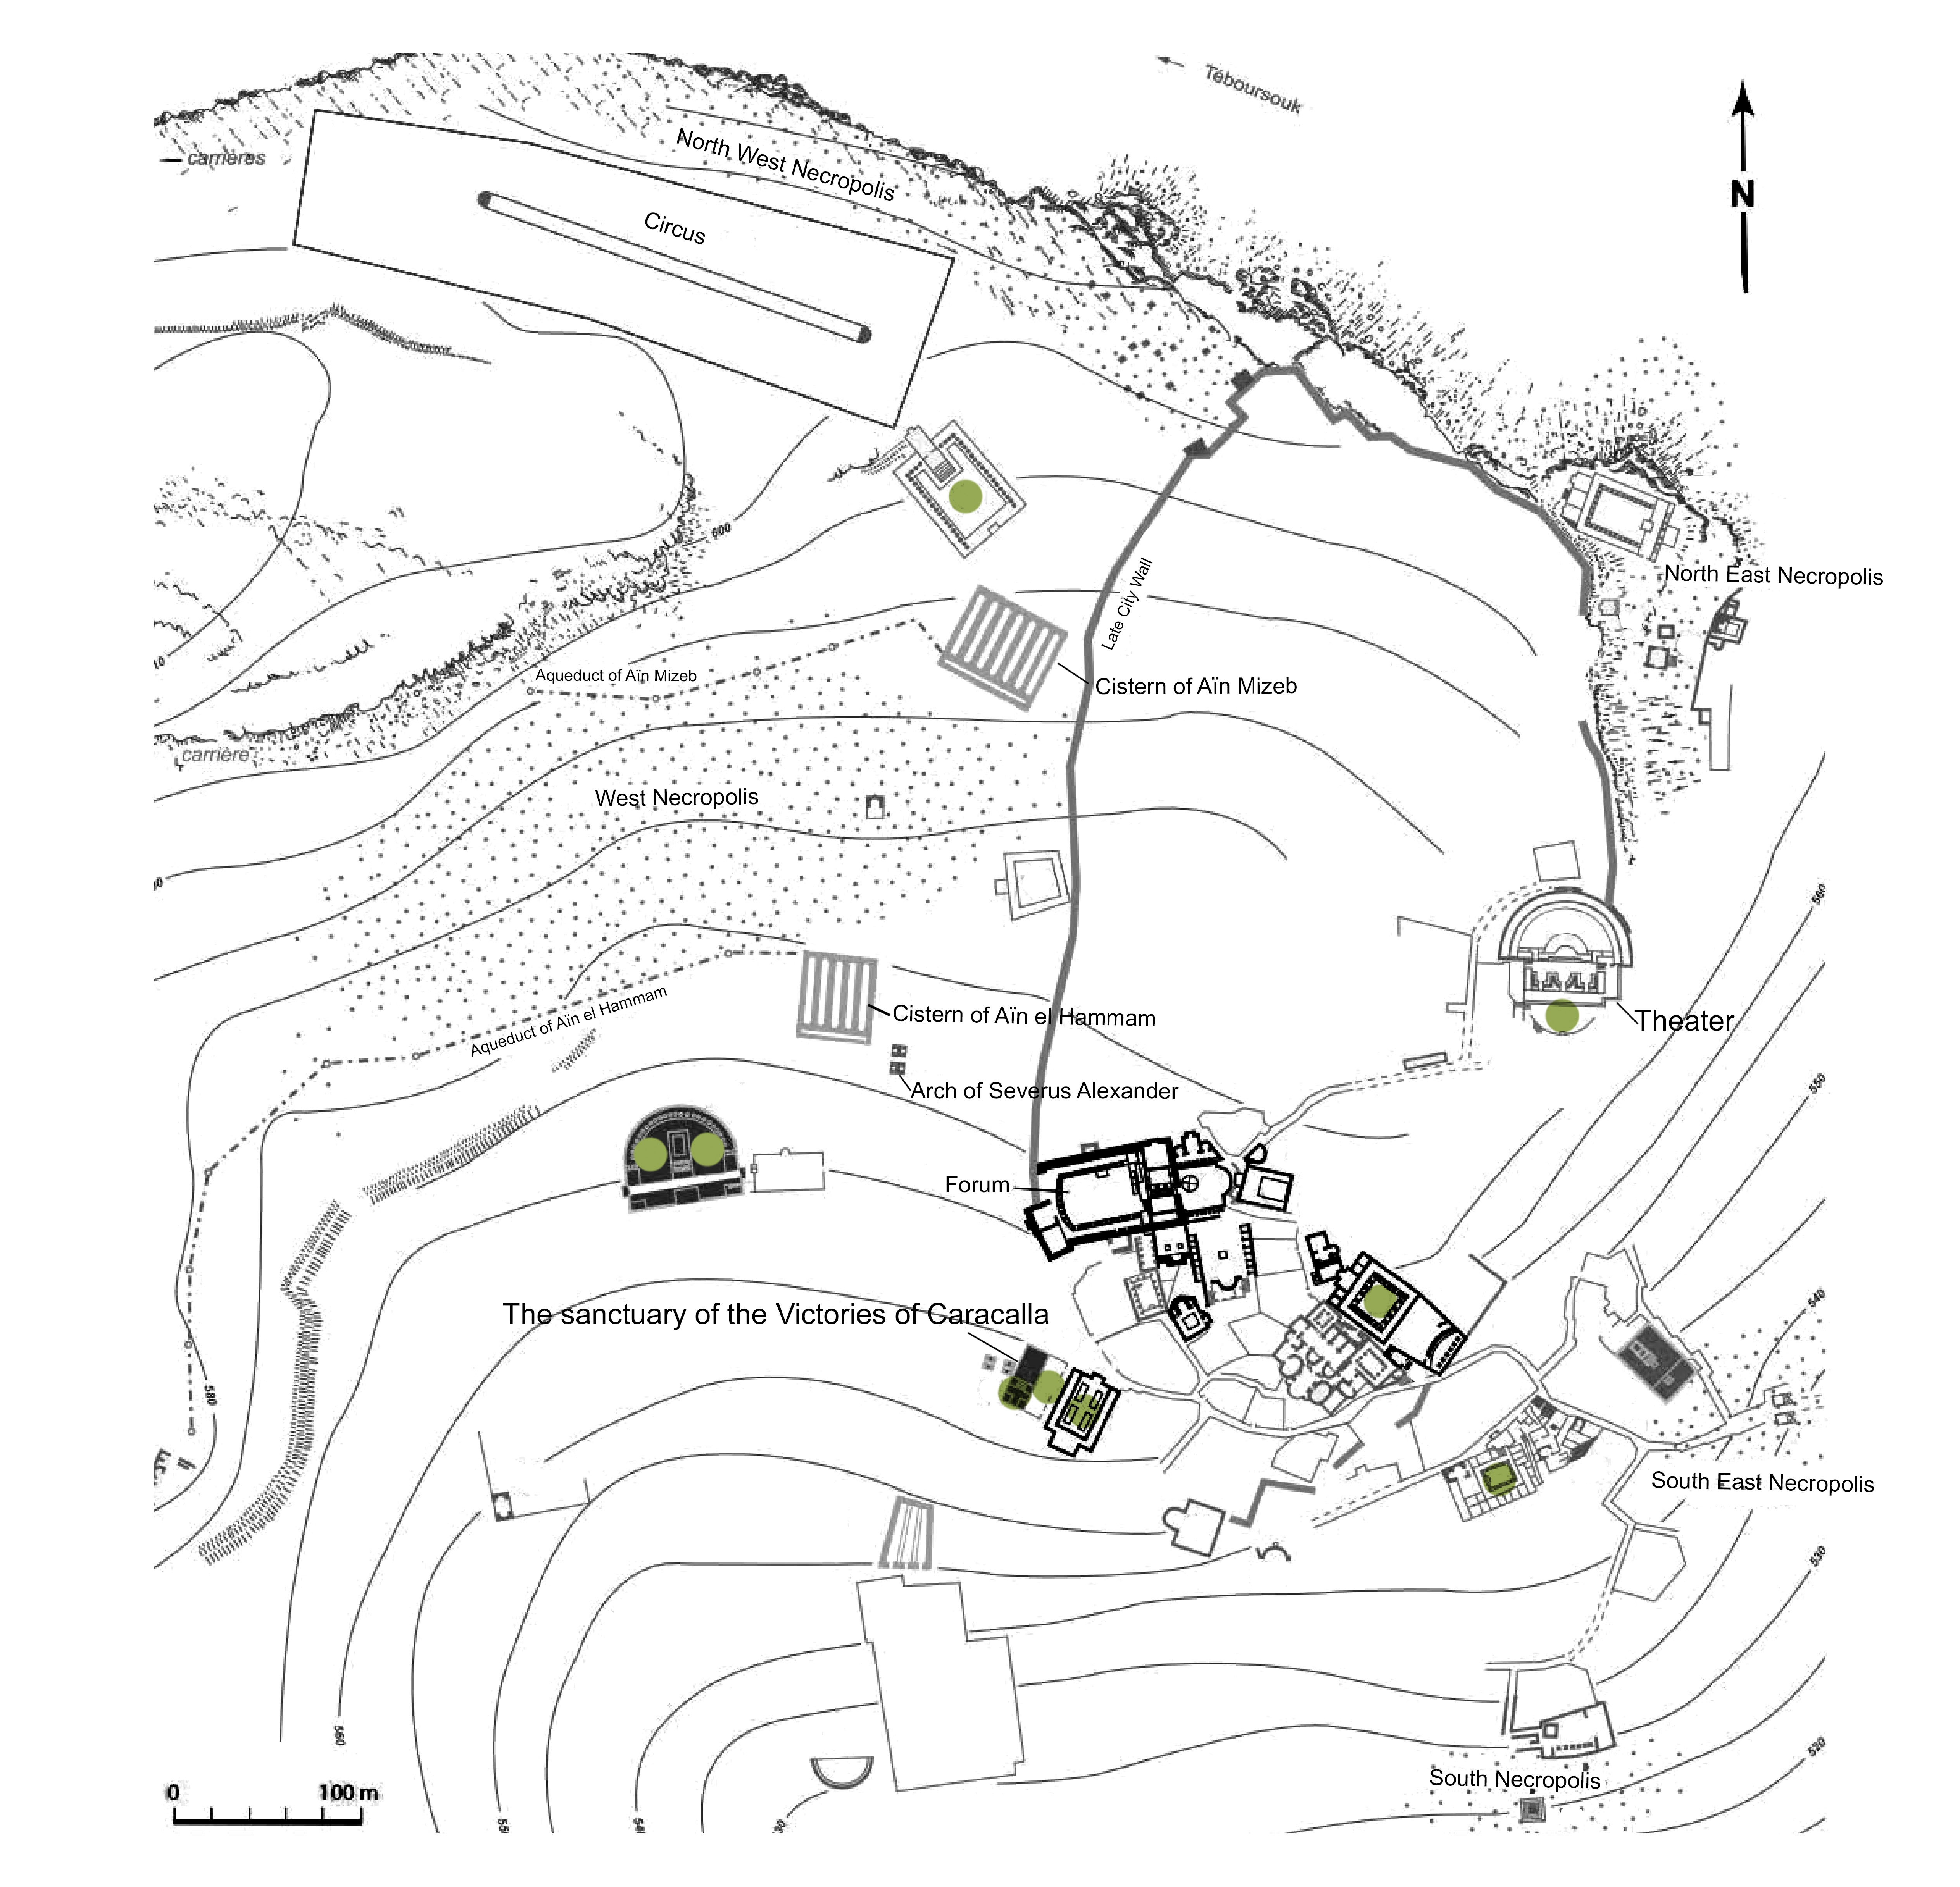 Téboursouk
carrières
North West Necropolis
N
Circus
600
North East Necropolis
10
Late City Wall
Aqueduct of Aïn Mizeb
Cistern of Aïn Mizeb
carrière
West Necropolis
560
Aqueduct of Aïn el Hammam
Cistern of Aïn el Hammam
Theater
Arch of Severus Alexander
550
Forum
The sanctuary of the Victories of Caracalla
540
580
South East Necropolis
530
560
520
0 100 m
South Necropolis